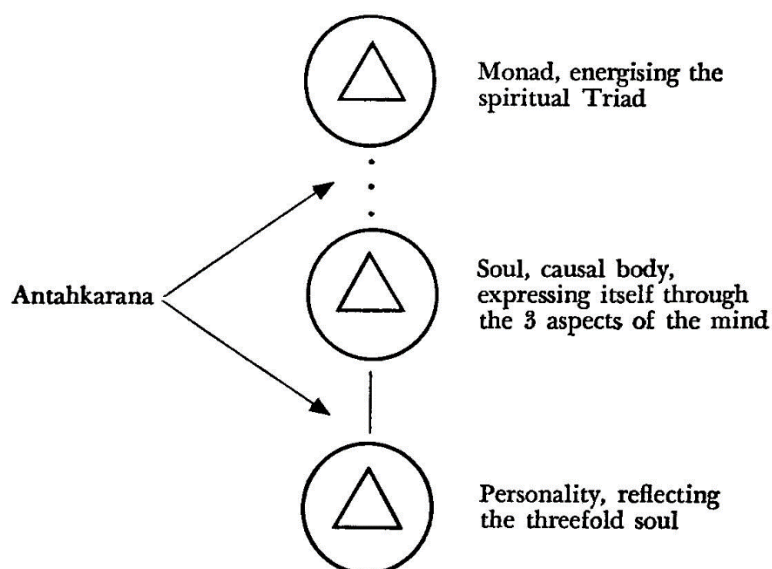 Monad, energising the
spiritual Triad
Antahkarana
Soul, causal body,
expressing itself through
the 3 aspects of the mind
Personality, reflecting
the threefold soul